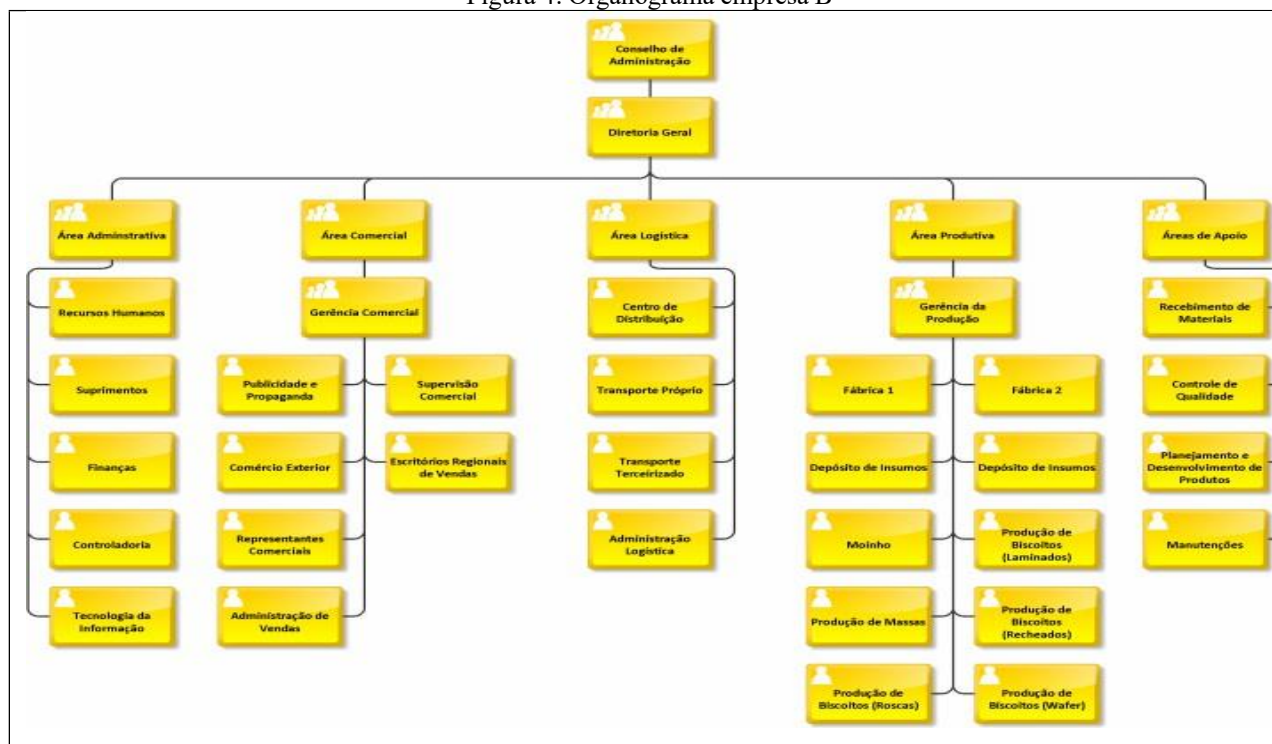 Figura 4: Organograma empresa B
Conselho de
Administração
Diretoria Geral
Área Adminstrativa
Área Comercial
Área Logística
Área Produtiva
Áreas de Apoio
Recursos Humanos
Gerência Comercial
Centro de
Distribuição
Gerência da
Produção
Recebimento de
Materiais
Suprimentos
Publicidade e
Propaganda
Supervisão
Comercial
Transporte Próprio
Fábrica 1
Fábrica 2
Controle de
Qualidade
Finanças
Comércio Exterior
Escritórios Regionais
de Vendas
Transporte
Terceirizado
Depósito de Insumos
Depósito de Insumos
Planejamento e
Desenvolvimento de
Produtos
Controladoria
Representantes
Comerciais
Administração
Logística
Moinho
Produção de
Biscoitos
(Laminados)
Manutenções
Tecnologia da
Informação
Administração de
Vendas
Produção de Massas
Produção de
Biscoitos
(Recheados)
Produção de
Biscoitos (Roscas)
Produção de
Biscoitos (Wafer)